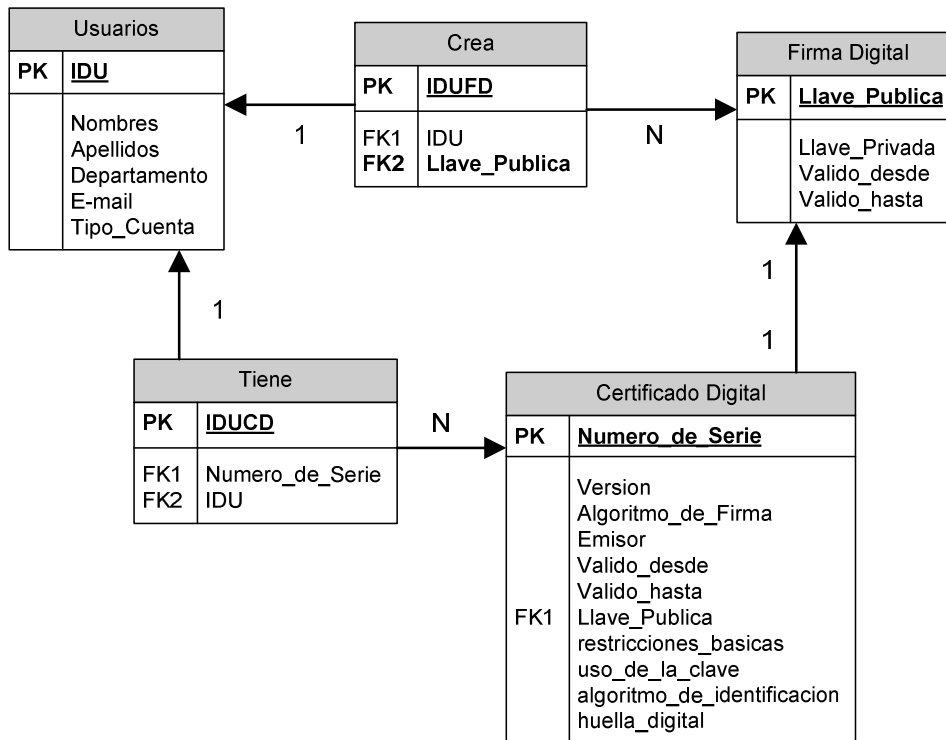 Usuarios
PK IDU
Nombres
Apellidos
Departamento
E-mail
Tipo_Cuenta
Crea
PK IDUFD
FK1 IDU
FK2 Llave_Publica
Firma Digital
PK Llave_Publica
Llave_Privada
Valido_desde
Valido_hasta
1
N
1
1
1
Tiene
PK IDUCD
FK1 Numero_de_Serie
FK2 IDU
N
Certificado Digital
PK Numero_de_Serie
Version
Algoritmo_de_Firma
Emisor
Valido_desde
Valido_hasta
FK1 Llave_Publica
restricciones_basicas
uso_de_la_clave
algoritmo_de_identificacion
huella_digital